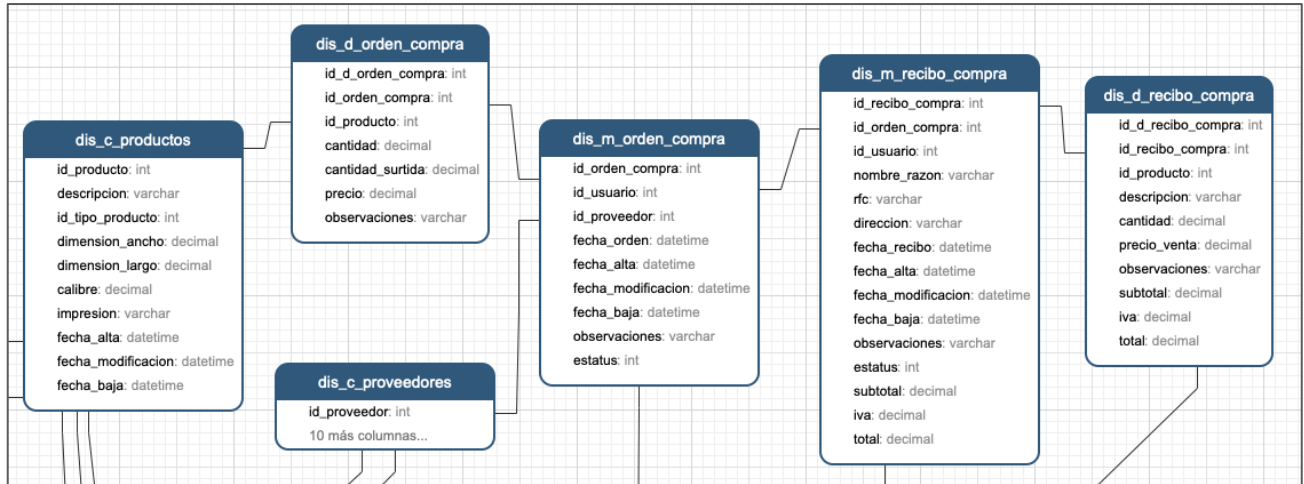 dis_c_productos
id_producto: int
descripcion: varchar
id_tipo_producto: int
dimension_ancho: decimal
dimension_largo: decimal
calibre: decimal
impresion: varchar
fecha_alta: datetime
fecha_modificacion: datetime
fecha_baja: datetime
dis_d_orden_compra
id_d_orden_compra: int
id_orden_compra: int
id_producto: int
cantidad: decimal
cantidad_surtida: decimal
precio: decimal
observaciones: varchar
dis_c_proveedores
id_proveedor: int
10 más columnas...
dis_m_orden_compra
id_orden_compra: int
id_usuario: int
id_proveedor: int
fecha_orden: datetime
fecha_alta: datetime
fecha_modificacion: datetime
fecha_baja: datetime
observaciones: varchar
estatus: int
dis_m_recibo_compra
id_recibo_compra: int
id_orden_compra: int
id_usuario: int
nombre_razon: varchar
rfc: varchar
direccion: varchar
fecha_recibo: datetime
fecha_alta: datetime
fecha_modificacion: datetime
fecha_baja: datetime
observaciones: varchar
estatus: int
subtotal: decimal
iva: decimal
total: decimal
dis_d_recibo_compra
id_d_recibo_compra: int
id_recibo_compra: int
id_producto: int
descripcion: varchar
cantidad: decimal
precio_venta: decimal
observaciones: varchar
subtotal: decimal
iva: decimal
total: decimal